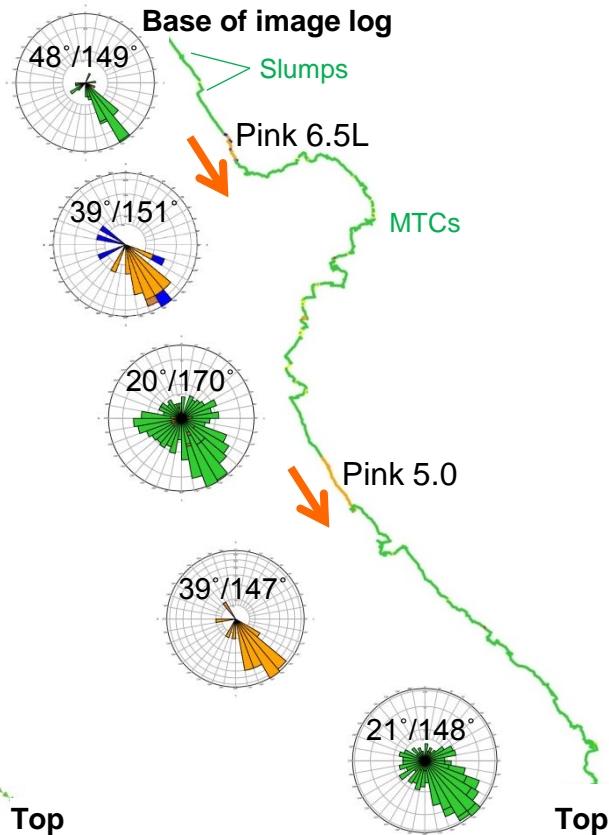 Base of image log
48°/149°
Slumps
Pink 6.5L
39°/151°
MTCs
20°/170°
Pink 5.0
39°/147°
21°/148°
Top
Top